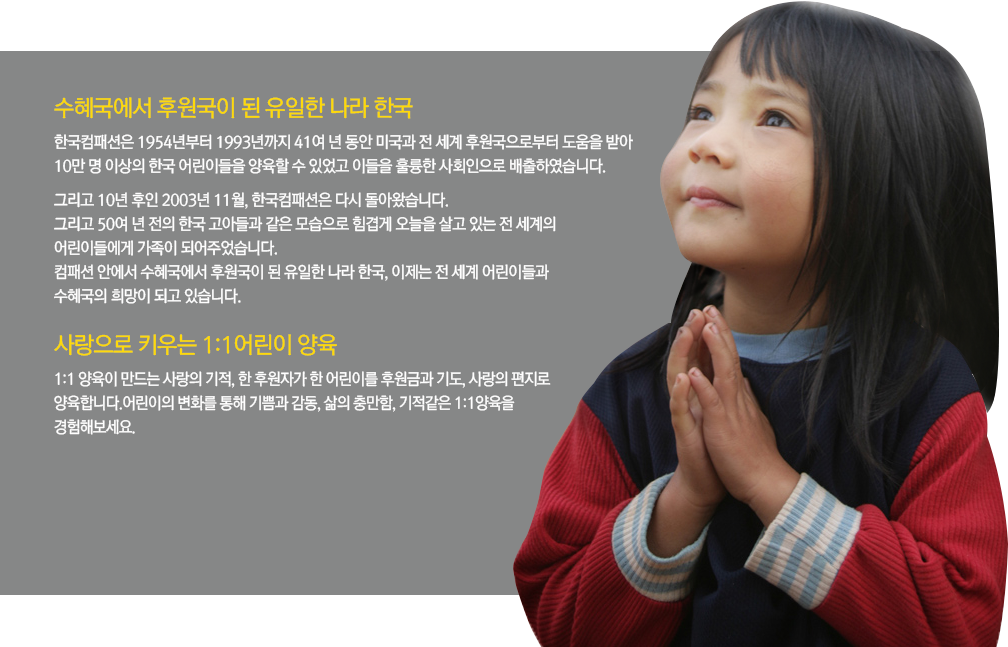 수혜국에서 후원국이 된 유일한 나라 한국
한국컴패션은 1954년부터 1993년까지 41여 년 동안 미국과 전 세계 후원국으로부터 도움을 받아
10만 명 이상의 한국 어린이들을 양육할 수 있었고 이들을 훌륭한 사회인으로 배출하였습니다.
그리고 10년 후인 2003년 11월, 한국컴패션은 다시 돌아왔습니다.
그리고 50여 년 전의 한국 고아들과 같은 모습으로 힘겹게 오늘을 살고 있는 전 세계의
어린이들에게 가족이 되어주었습니다.
컴패션 안에서 수혜국에서 후원국이 된 유일한 나라 한국, 이제는 전 세계 어린이들과
수혜국의 희망이 되고 있습니다.
사랑으로 키우는 1:1어린이 양육
1:1 양육이 만드는 사랑의 기적, 한 후원자가 한 어린이를 후원금과 기도, 사랑의 편지로
양육합니다.어린이의 변화를 통해 기쁨과 감동, 삶의 충만함, 기적같은 1:1양육을
경험해보세요.